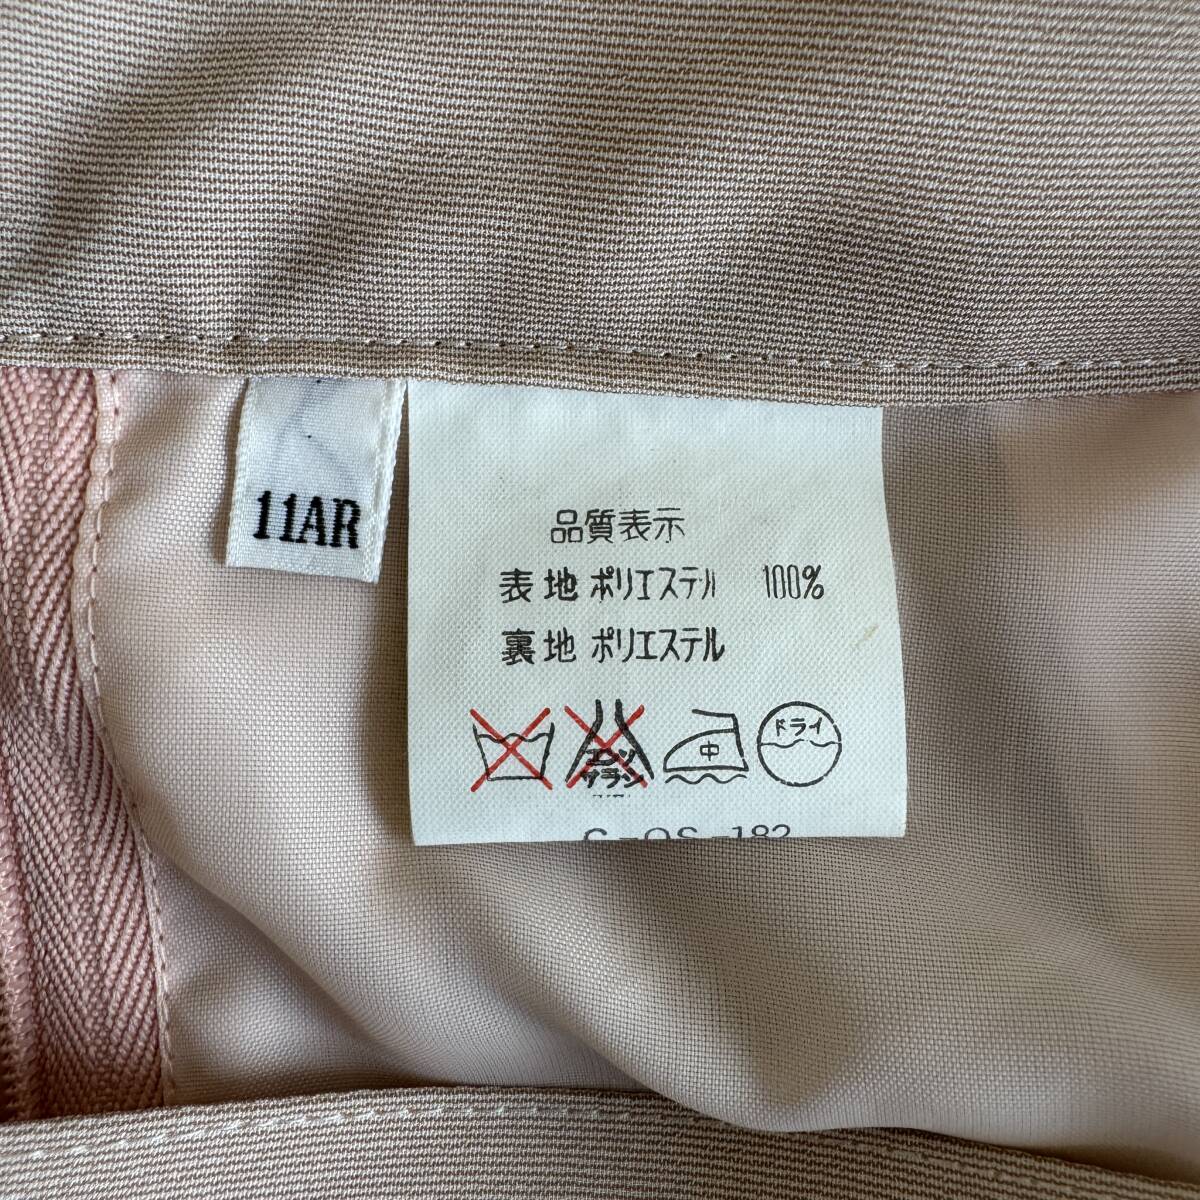 11AR
品質表示
表地 ポリエステル 100%
裏地 ポリエステル
エンソ
サラシ
中
ドライ